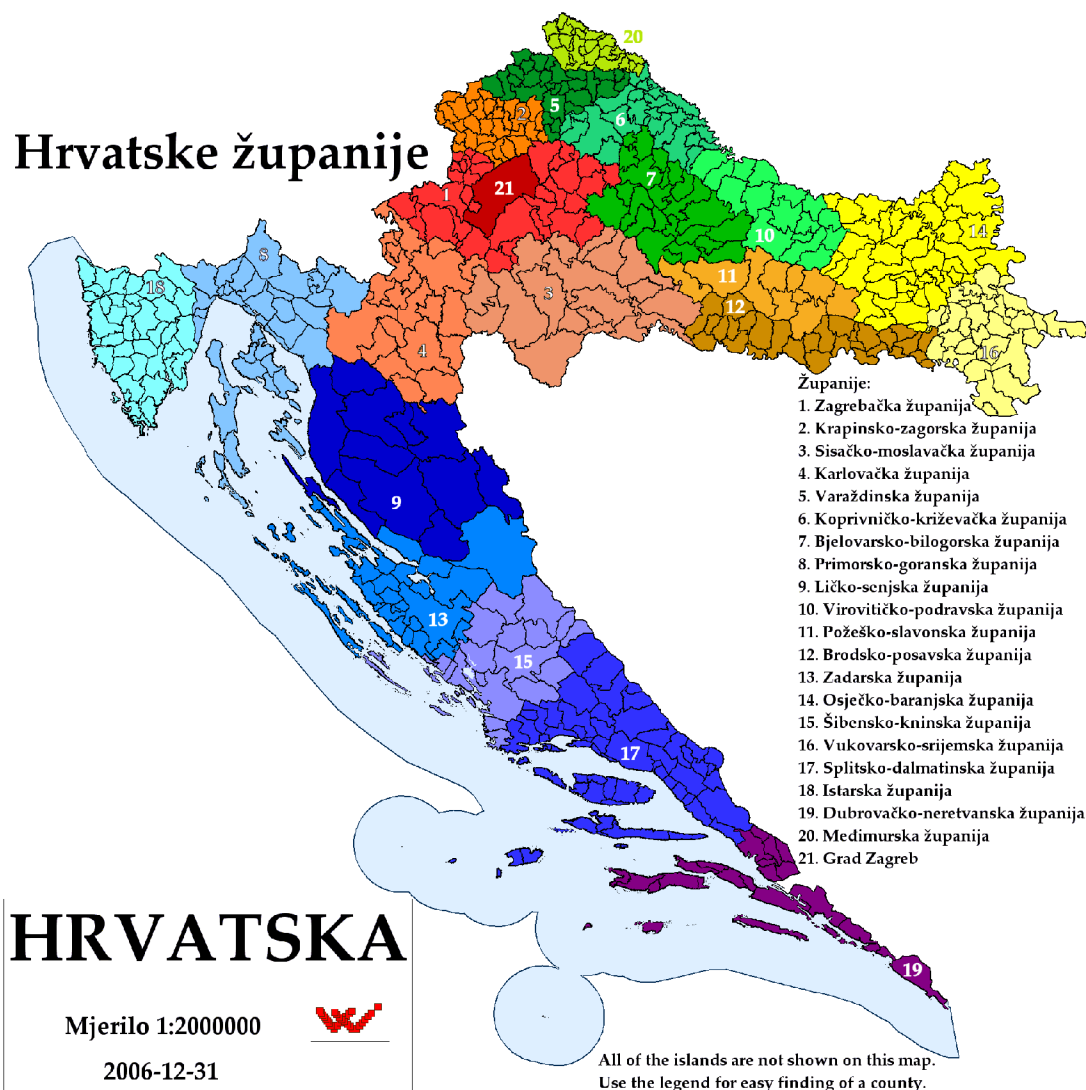 Hrvatske županije
20
5
2
6
1
21
7
14
10
8
18
11
3
12
4
16
9
13
15
17
19
Županije:
1. Zagrebačka županija
2. Krapinsko-zagorska županija
3. Sisačko-moslavačka županija
4. Karlovačka županija
5. Varaždinska županija
6. Koprivničko-križevačka županija
7. Bjelovarsko-bilogorska županija
8. Primorsko-goranska županija
9. Ličko-senjska županija
10. Virovitičko-podravska županija
11. Požeško-slavonska županija
12. Brodsko-posavska županija
13. Zadarska županija
14. Osječko-baranjska županija
15. Šibensko-kninska županija
16. Vukovarsko-srijemska županija
17. Splitsko-dalmatinska županija
18. Istarska županija
19. Dubrovačko-neretvanska županija
20. Međimurska županija
21. Grad Zagreb
HRVATSKA
Mjerilo 1:2000000
2006-12-31
All of the islands are not shown on this map.
Use the legend for easy finding of a county.